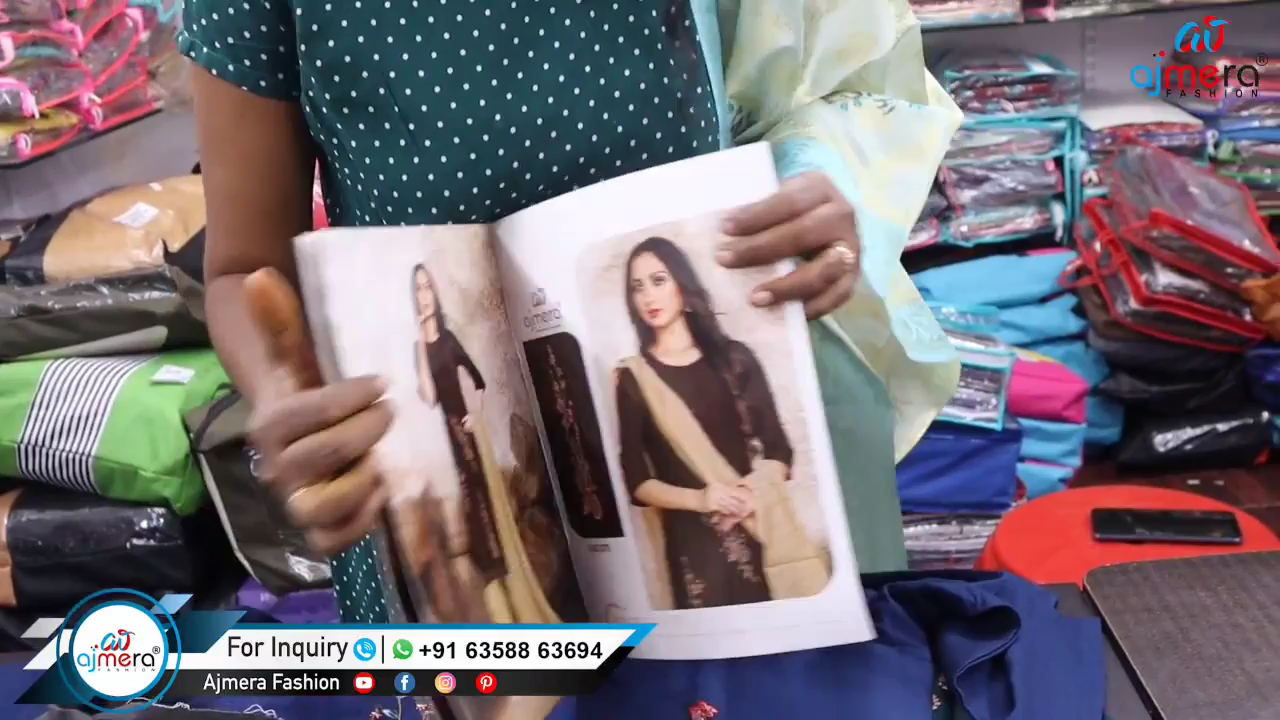 ajmera®
FASHION
ajmera
ajmera®
FASHION
For Inquiry | +91 63588 63694
Ajmera Fashion